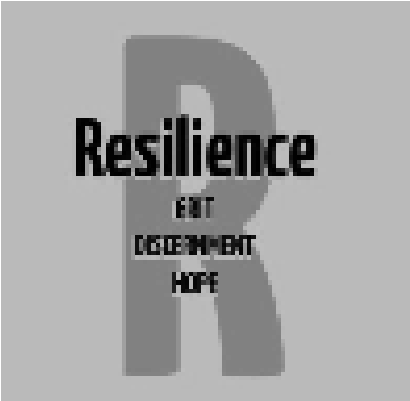 R
Resilience
GRIT
DISCERNMENT
HOPE